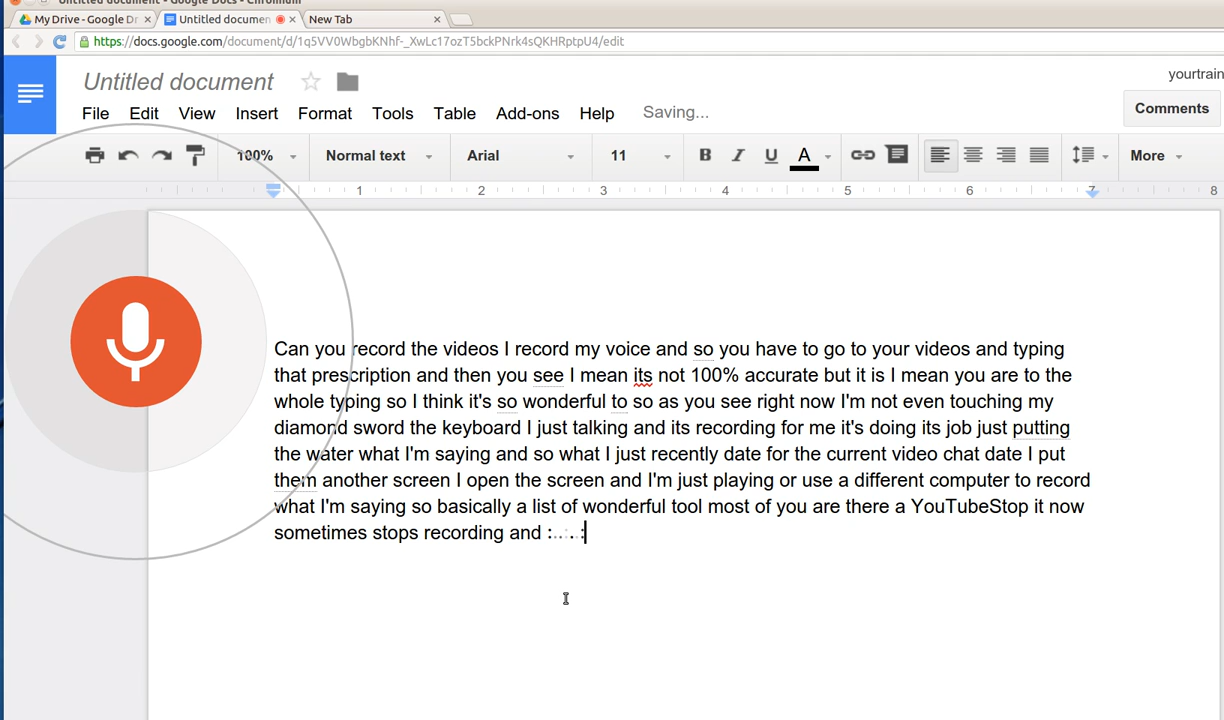 Untitled document - Google Docs - Chromium
My Drive - Google Dr × Untitled documen × New Tab ×
https://docs.google.com/document/d/1q5VV0WbgbKNhf-_XwLc17ozT5bckPNrk4sQKHRptpU4/edit
Untitled document
yourtrain
File Edit View Insert Format Tools Table Add-ons Help Saving...
Comments
100% Normal text Arial 11 B I U A More
1 2 3 4 5 6 7 8
Can you record the videos I record my voice and so you have to go to your videos and typing
that prescription and then you see I mean its not 100% accurate but it is I mean you are to the
whole typing so I think it's so wonderful to so as you see right now I'm not even touching my
diamond sword the keyboard I just talking and its recording for me it's doing its job just putting
the water what I'm saying and so what I just recently date for the current video chat date I put
them another screen I open the screen and I'm just playing or use a different computer to record
what I'm saying so basically a list of wonderful tool most of you are there a YouTubeStop it now
sometimes stops recording and :..:..: